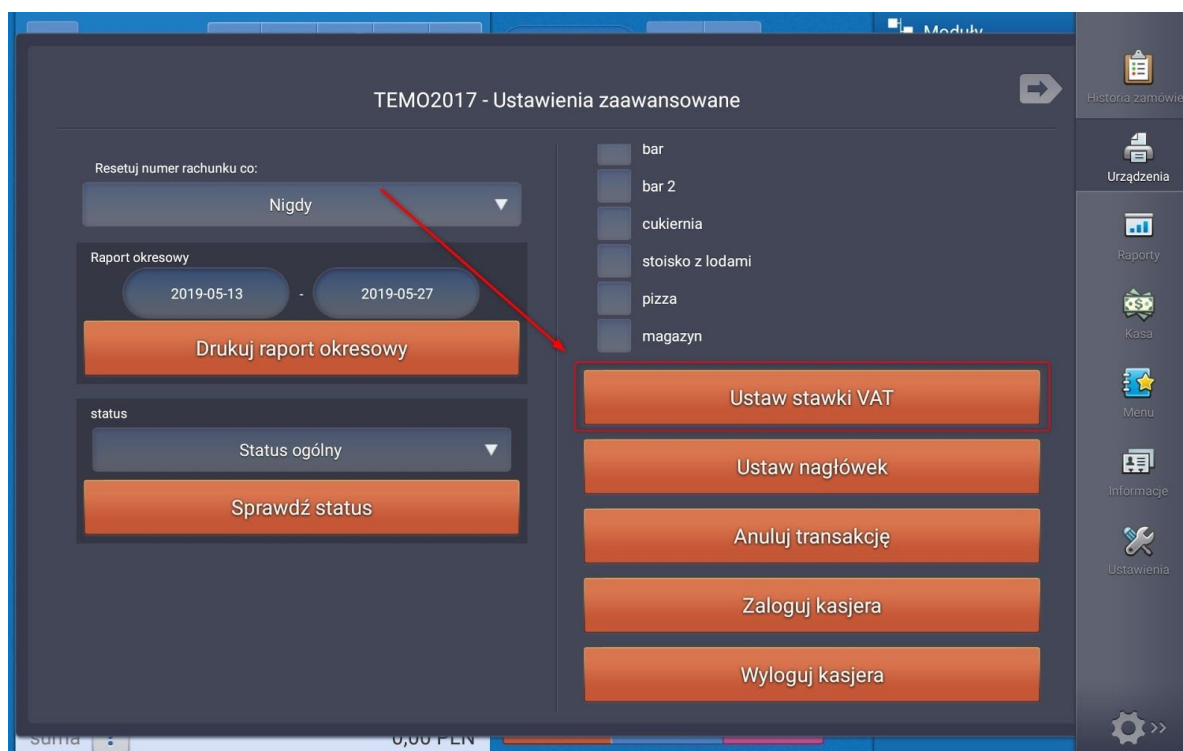 Moduły
TEMO2017 - Ustawienia zaawansowane
Resetuj numer rachunku co:
Nigdy
Raport okresowy
2019-05-13 - 2019-05-27
Drukuj raport okresowy
status
Status ogólny
Sprawdź status
bar
bar 2
cukiernia
stoisko z lodami
pizza
magazyn
Ustaw stawki VAT
Ustaw nagłówek
Anuluj transakcję
Zaloguj kasjera
Wyloguj kasjera
Historia zamówie
Urządzenia
Raporty
Kasa
Menu
Informacje
Ustawienia
suma
0,00 PLN